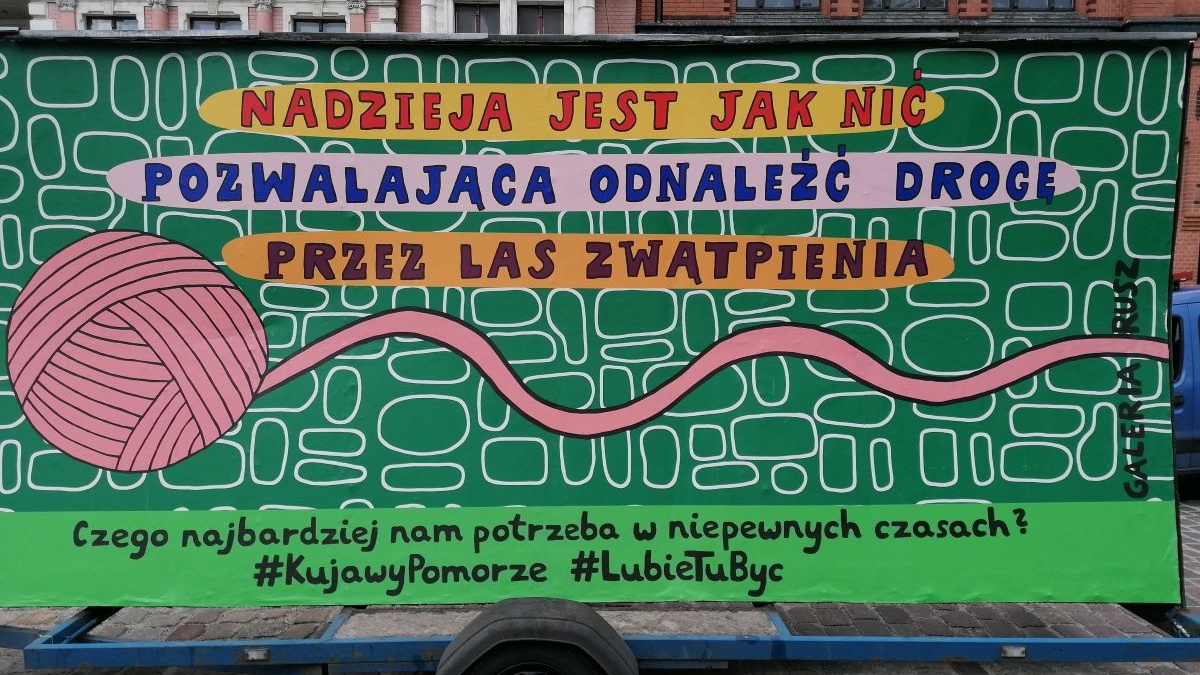 NADZIEJA JEST JAK NIĆ
POZWALAJĄCA ODNALEŹĆ DROGĘ
PRZEZ LAS ZWĄTPIENIA
GALERIA RUSZ
Czego najbardziej nam potrzeba w niepewnych czasach?
#KujawyPomorze #LubieTuByc